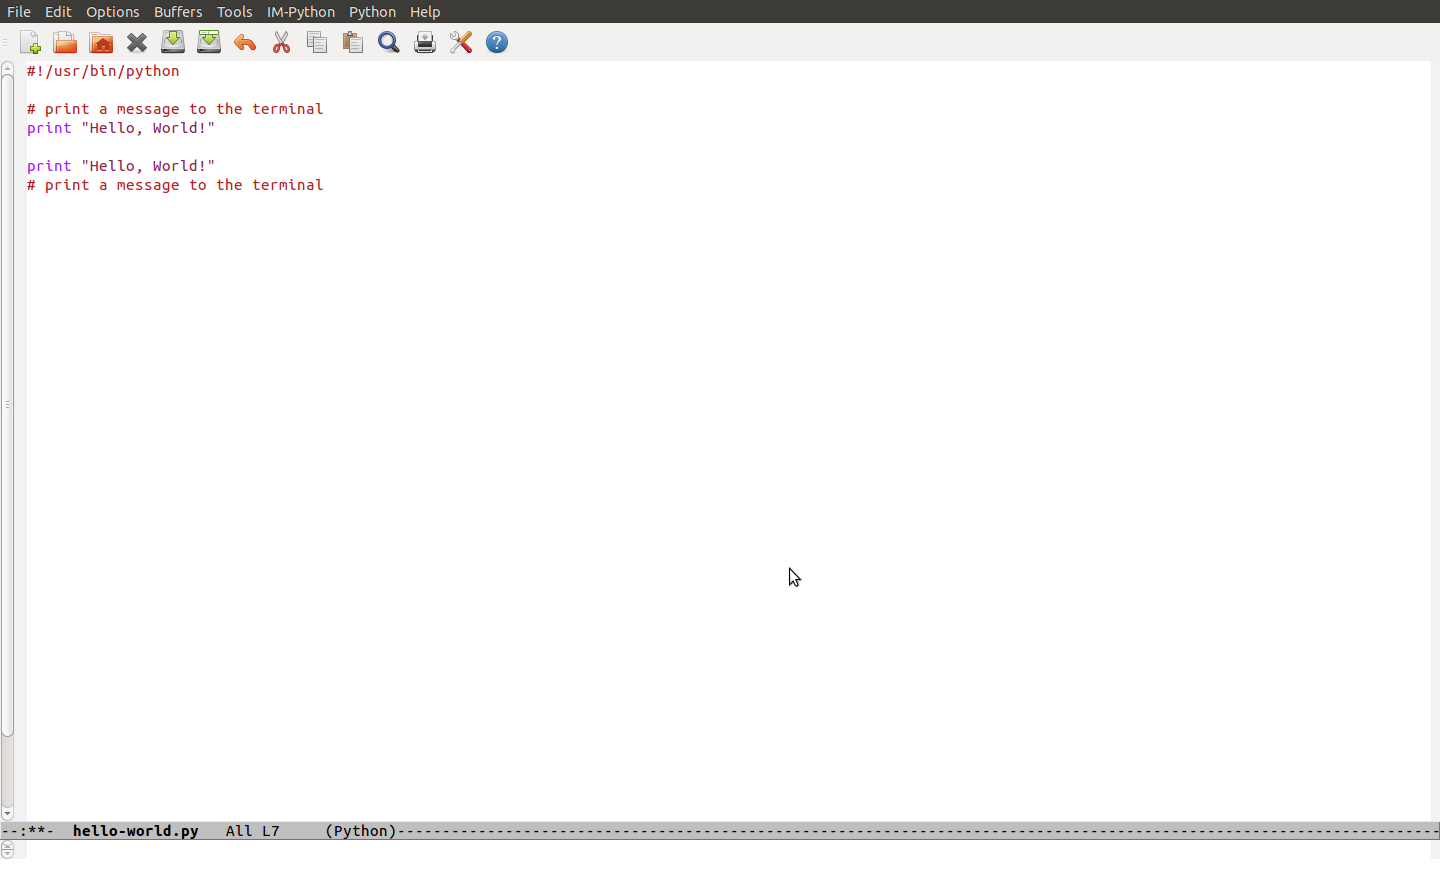 File Edit Options Buffers Tools IM-Python Python Help
#!/usr/bin/python
# print a message to the terminal
print "Hello, World!"
print "Hello, World!"
# print a message to the terminal
--:**-  hello-world.py   All L7     (Python)--------------------------------------------------------------------------------------------------------------------